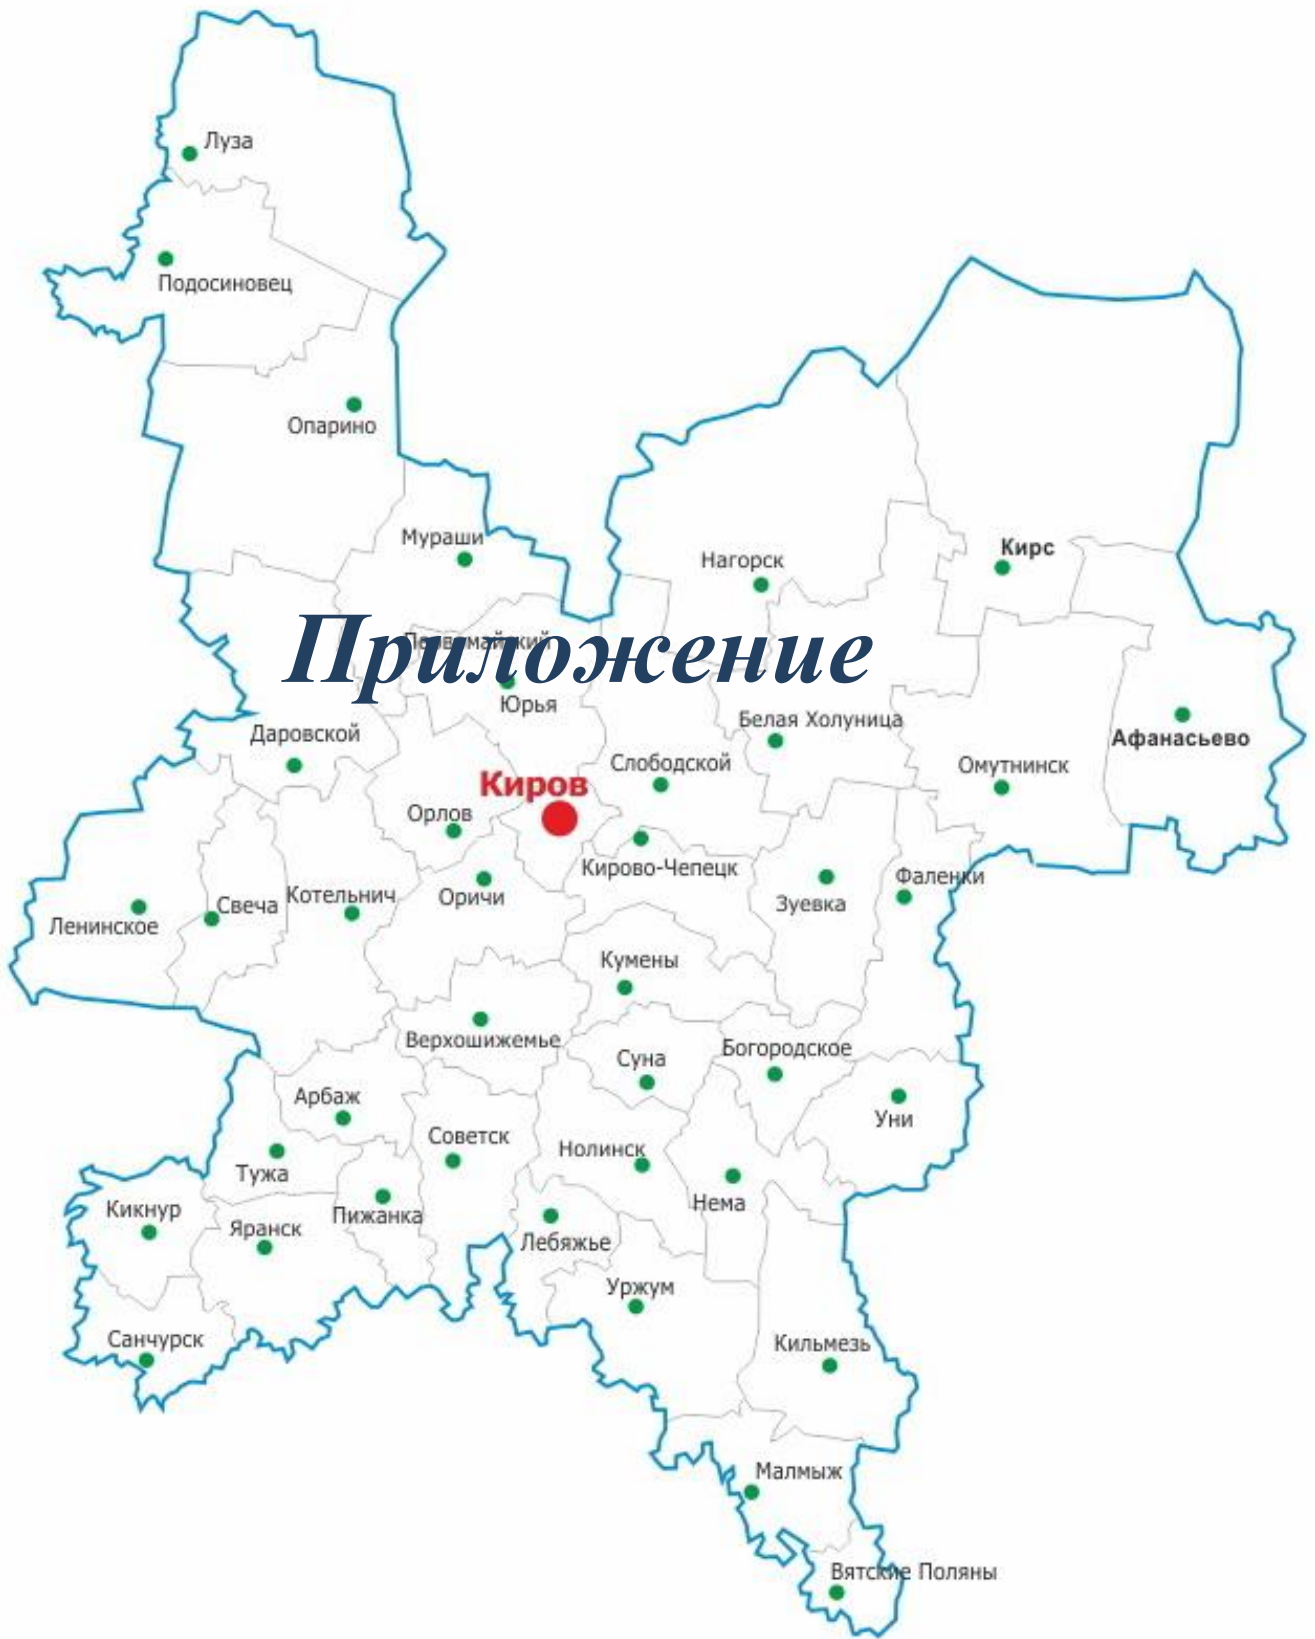 Луза
Подосиновец
Опарино
Мураши
Кирс
Нагорск
Первомайский
Приложение
Юрья
Белая Холуница
Даровской
Афанасьево
Слободской
Омутнинск
Киров
Орлов
Кирово-Чепецк
Фаленки
Котельнич
Оричи
Свеча
Зуевка
Ленинское
Кумены
Верхошижемье
Богородское
Суна
Арбаж
Уни
Советск
Нолинск
Тужа
Нема
Кикнур
Пижанка
Яранск
Лебяжье
Уржум
Санчурск
Кильмезь
Малмыж
Вятские Поляны